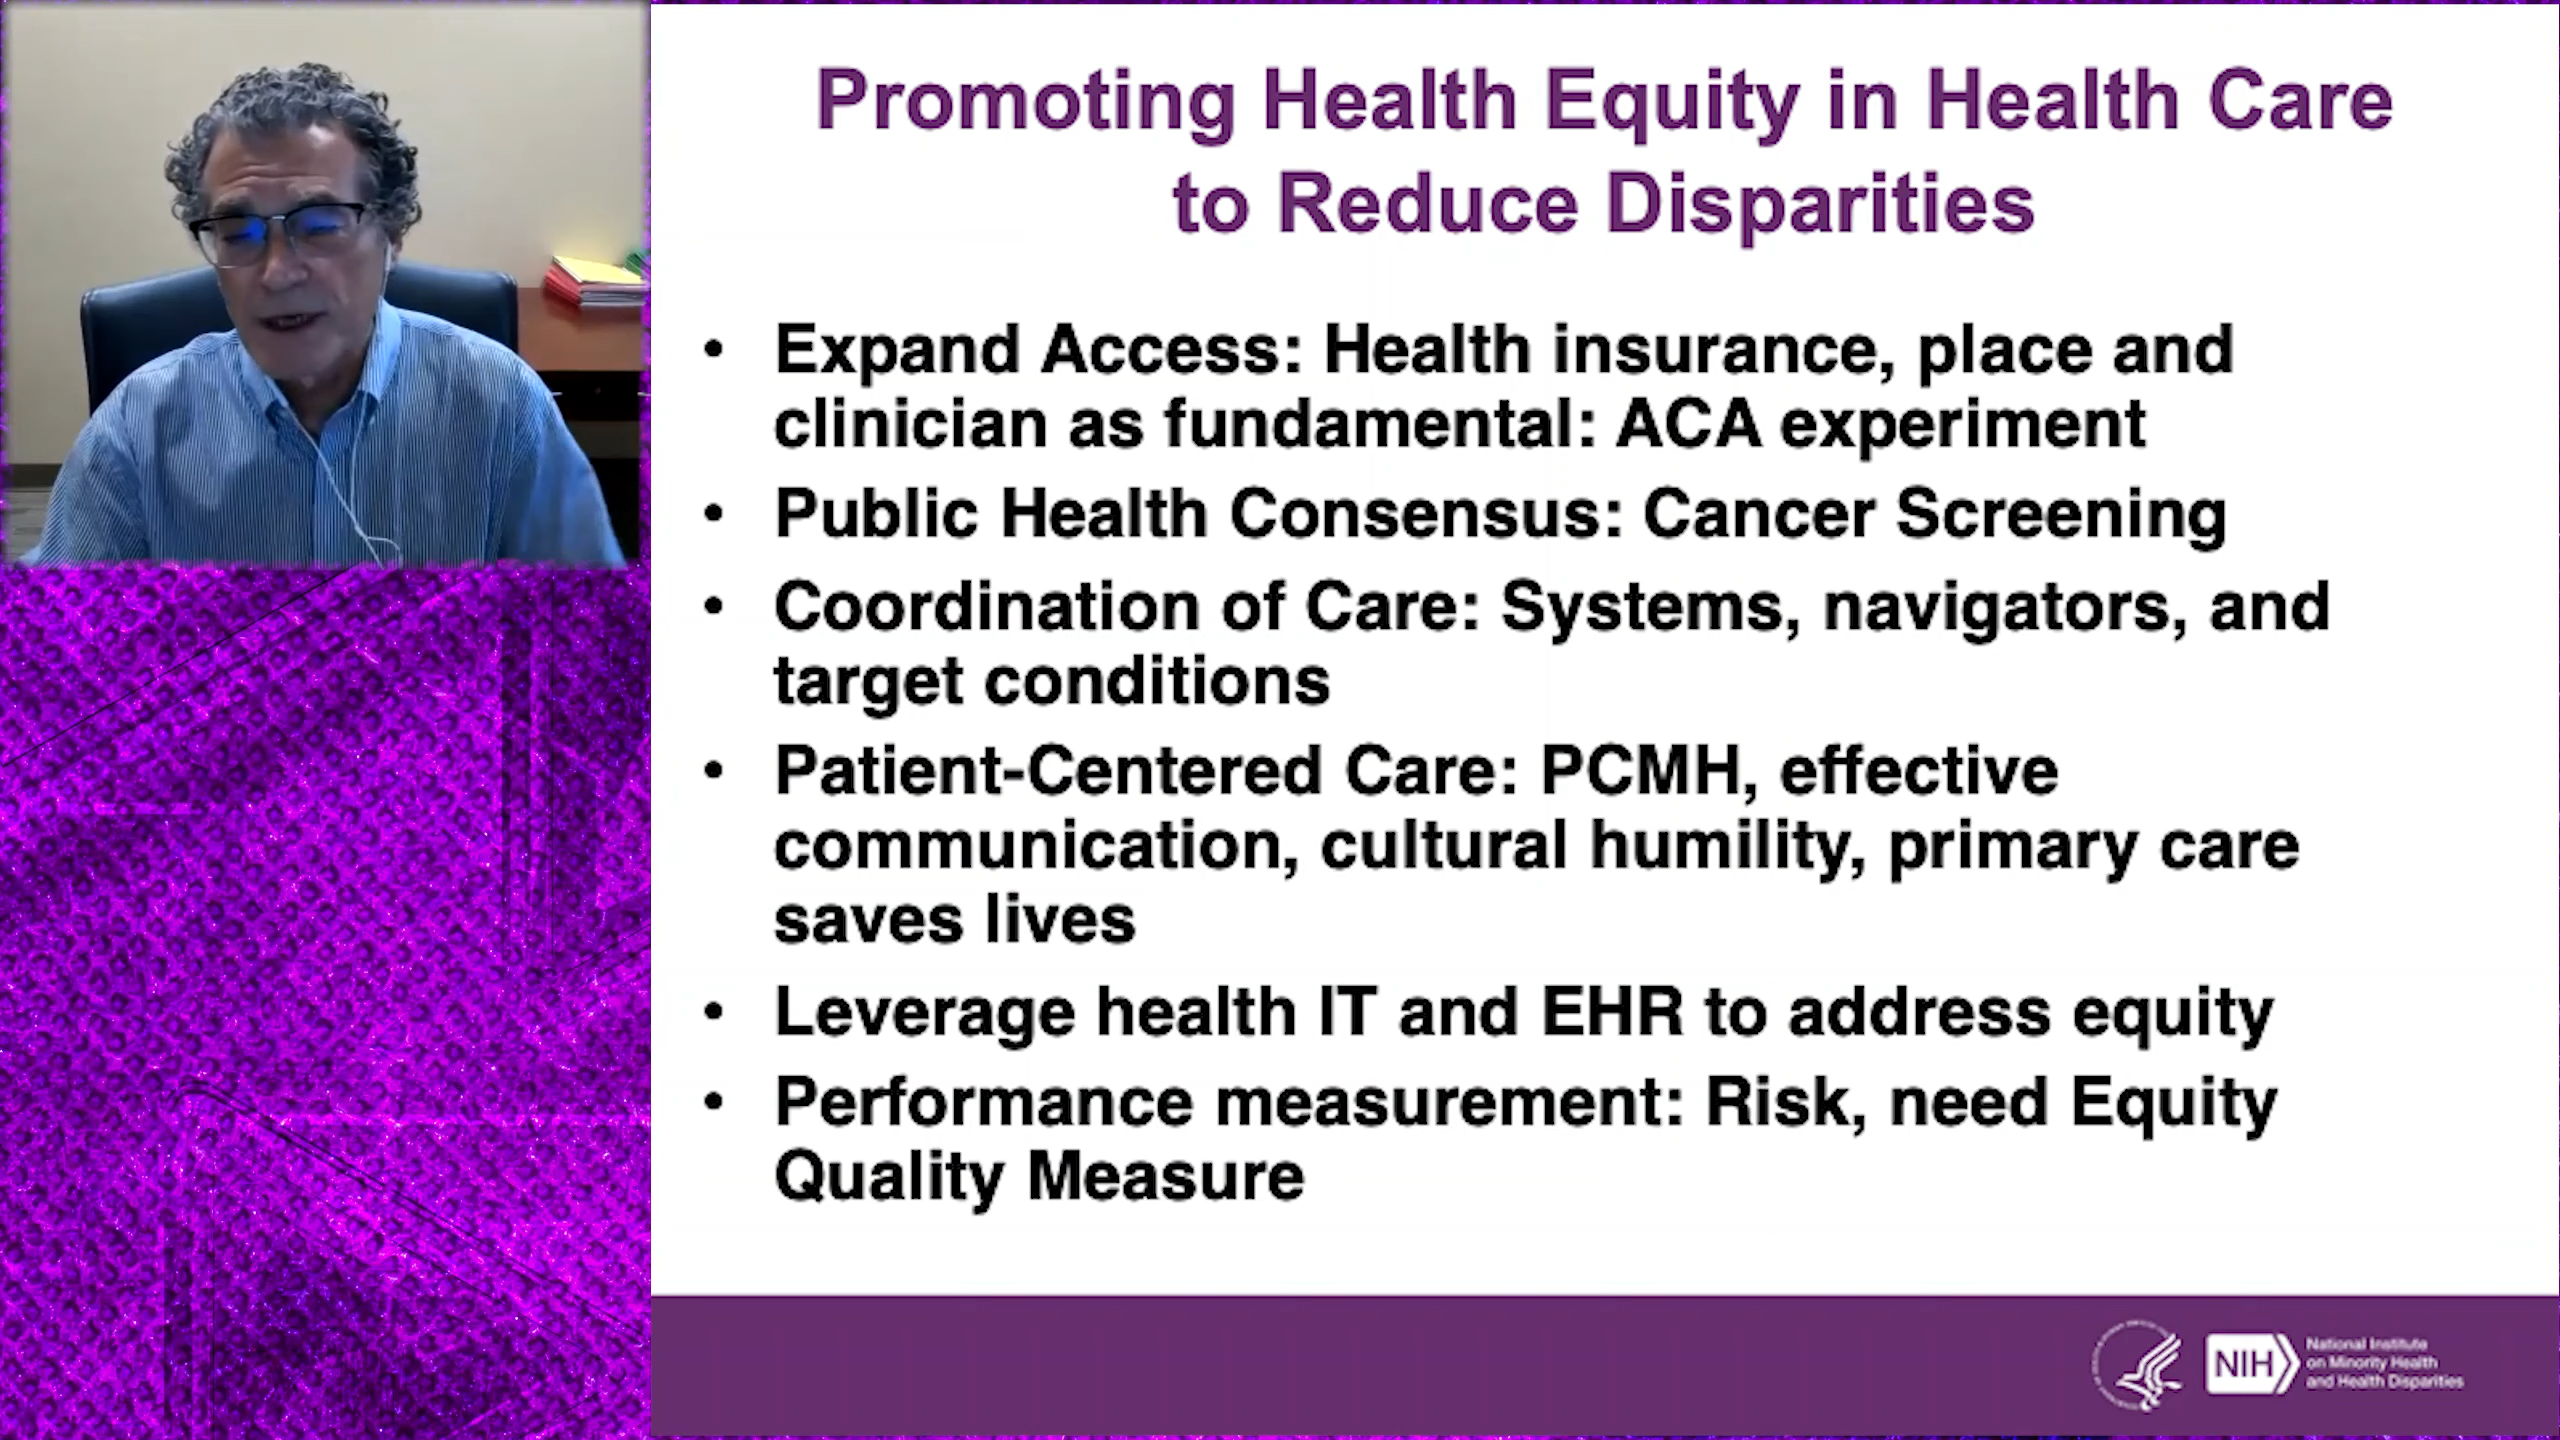 Promoting Health Equity in Health Care
to Reduce Disparities
• Expand Access: Health insurance, place and
clinician as fundamental: ACA experiment
• Public Health Consensus: Cancer Screening
• Coordination of Care: Systems, navigators, and
target conditions
• Patient-Centered Care: PCMH, effective
communication, cultural humility, primary care
saves lives
• Leverage health IT and EHR to address equity
• Performance measurement: Risk, need Equity
Quality Measure
NIH
National Institute
on Minority Health
and Health Disparities